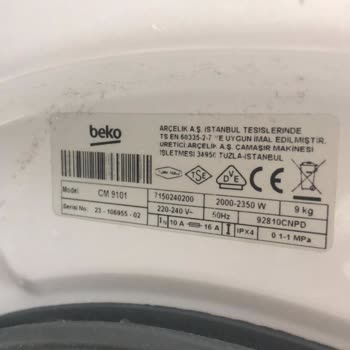 beko
ARÇELİK A.Ş. İSTANBUL TESİSLERİNDE
TS EN 60335-2-7 'YE UYGUN İMAL EDİLMİŞTİR.
ÜRETİCİ:ARÇELİK A.Ş. ÇAMAŞIR MAKİNESİ
İŞLETMESİ 34950 TUZLA-İSTANBUL
TSE
VDE
CE
Model CM 9101
7150240200
2000-2350 W
9 kg
Serial No. 23 - 106955 - 02
220-240 V~
50Hz
92810CNPD
10 A
16 A
IPX4
0.1-1 MPa